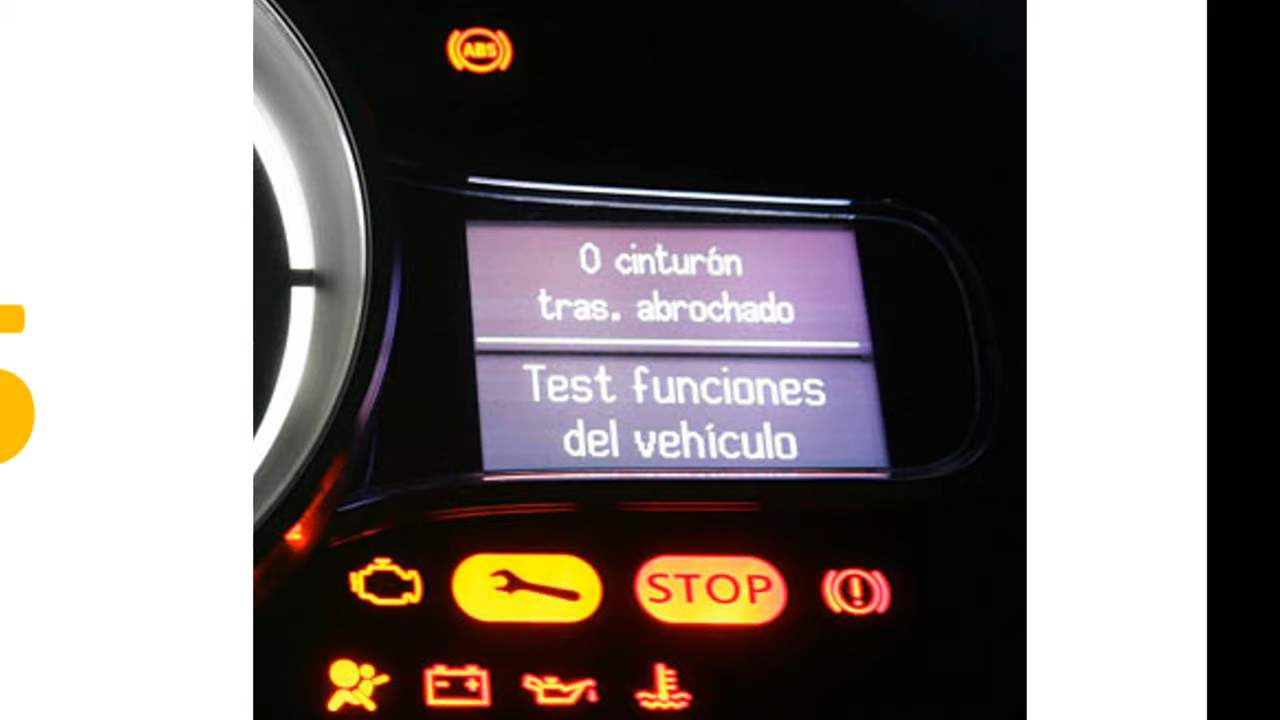 ABS
0 cinturón
tras. abrochado
Test funciones
del vehículo
STOP